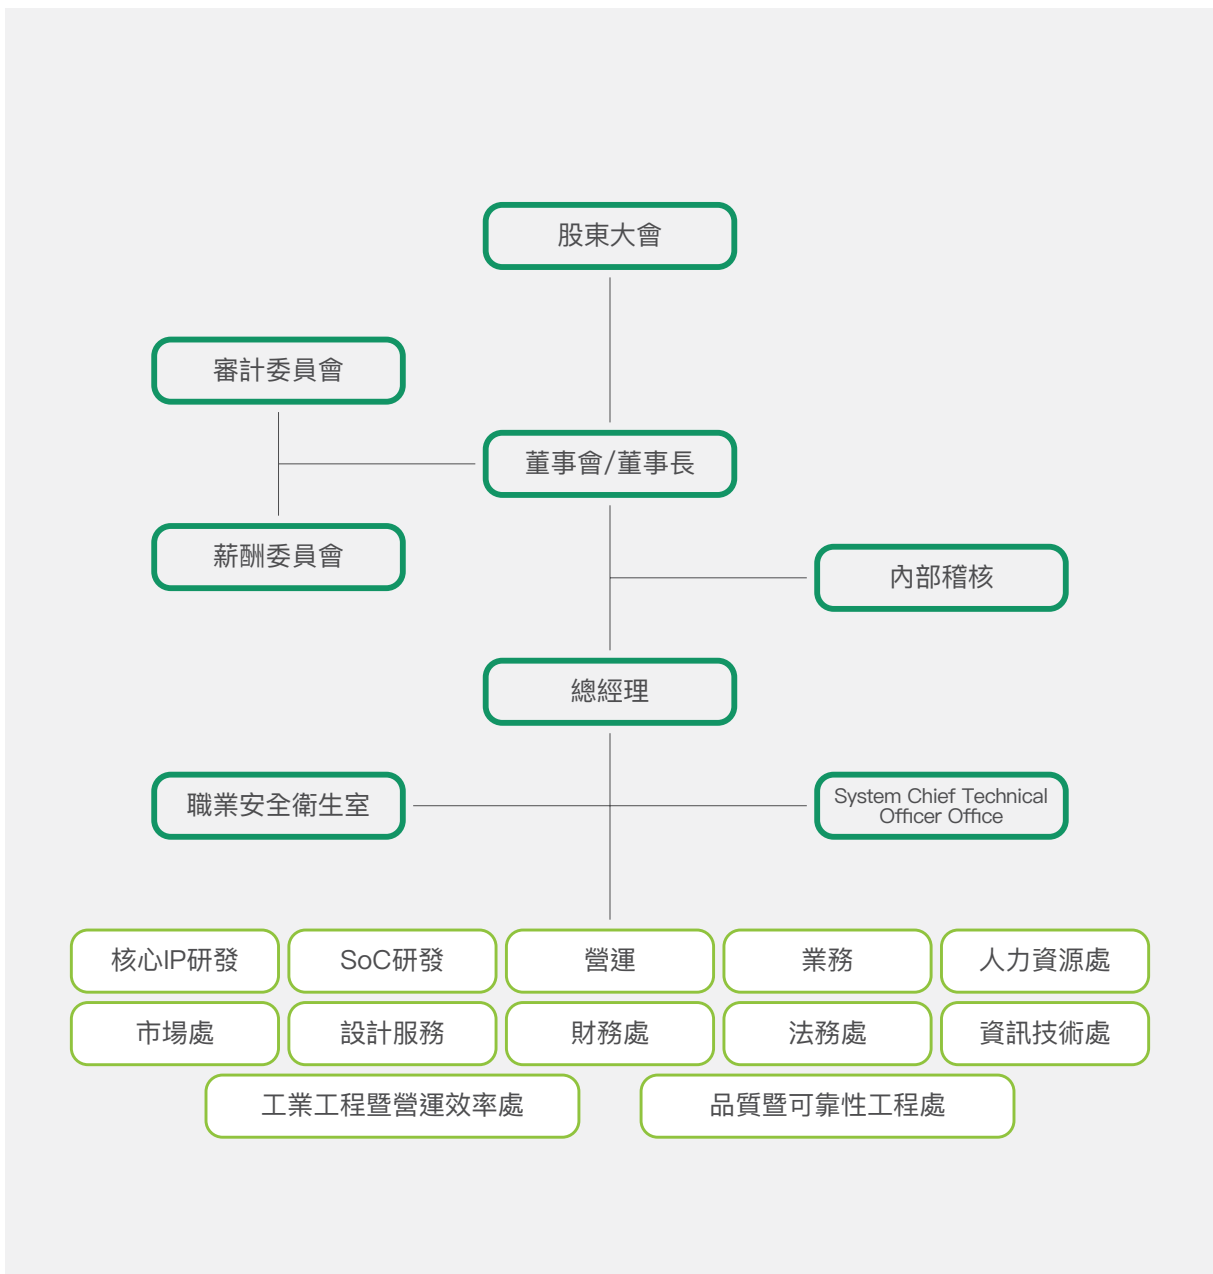 股東大會
審計委員會
董事會/董事長
薪酬委員會
內部稽核
總經理
職業安全衛生室
System Chief Technical
Officer Office
核心IP研發
SoC研發
營運
業務
人力資源處
市場處
設計服務
財務處
法務處
資訊技術處
工業工程暨營運效率處
品質暨可靠性工程處